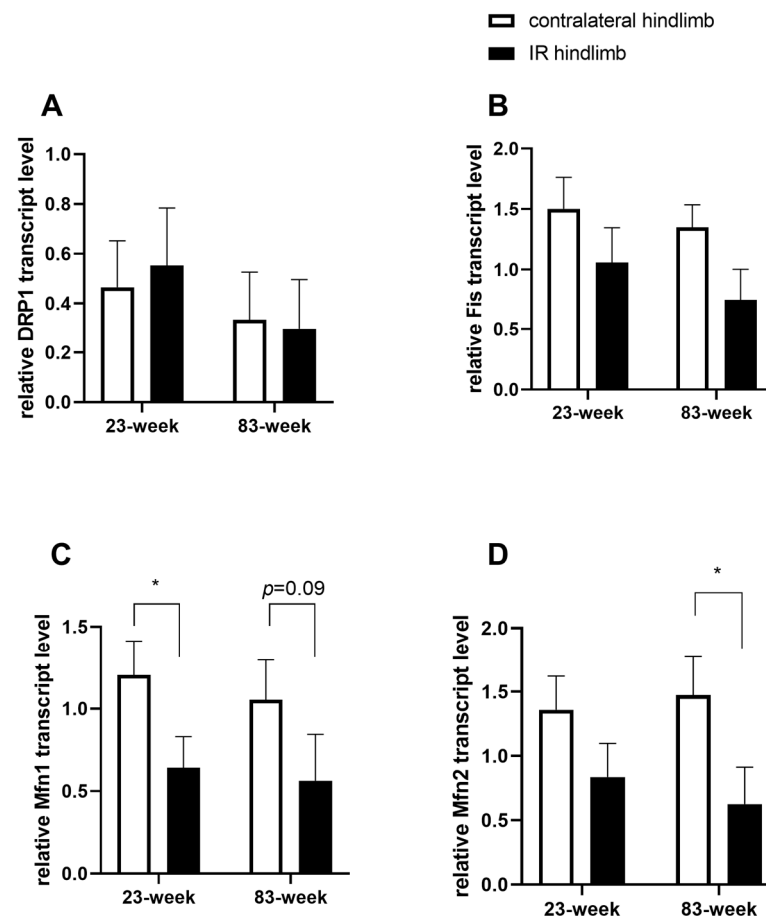 contralateral hindlimb
IR hindlimb
A
relative DRP1 transcript level
1.0
0.8
0.6
0.4
0.2
0.0
23-week
83-week
B
relative Fis transcript level
2.0
1.5
1.0
0.5
0.0
23-week
83-week
C
*
p=0.09
relative Mfn1 transcript level
1.5
1.0
0.5
0.0
23-week
83-week
D
*
relative Mfn2 transcript level
2.0
1.5
1.0
0.5
0.0
23-week
83-week